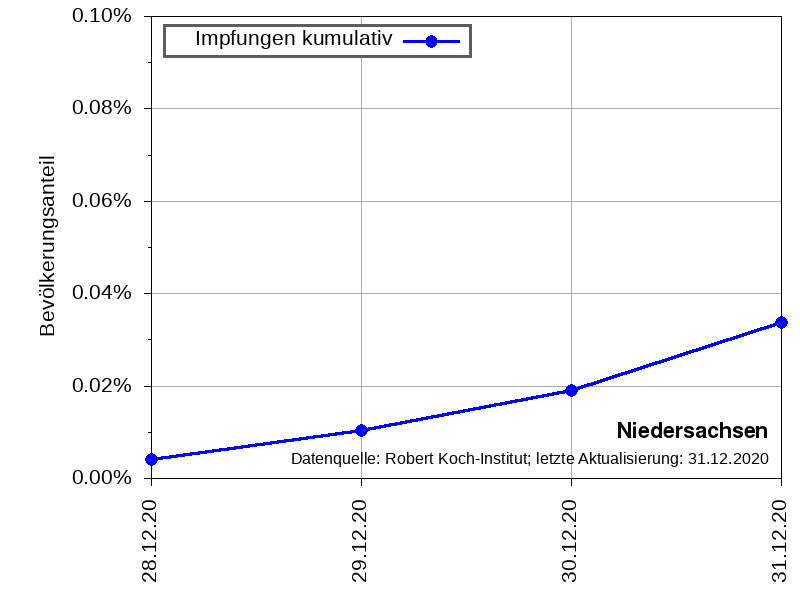 0.10%
Impfungen kumulativ
0.08%
0.06%
Bevölkerungsanteil
0.04%
0.02%
Niedersachsen
Datenquelle: Robert Koch-Institut; letzte Aktualisierung: 31.12.2020
0.00%
28.12.20
29.12.20
30.12.20
31.12.20